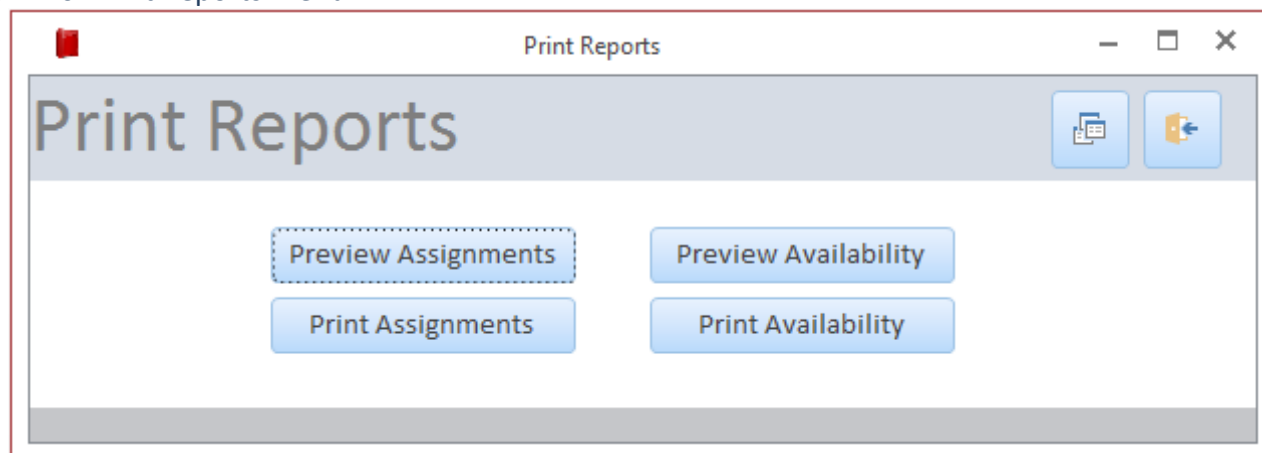 Print Reports
Print Reports
Preview Assignments Preview Availability
Print Assignments Print Availability